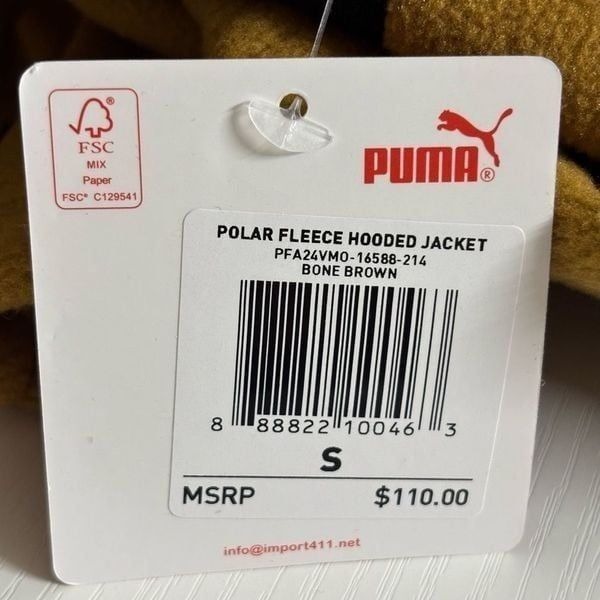 FSC
MIX
Paper
FSC® C129541
PUMA®
POLAR FLEECE HOODED JACKET
PFA24VMO-16588-214
BONE BROWN
8 88822 10046 3
S
MSRP $110.00
info@import411.net